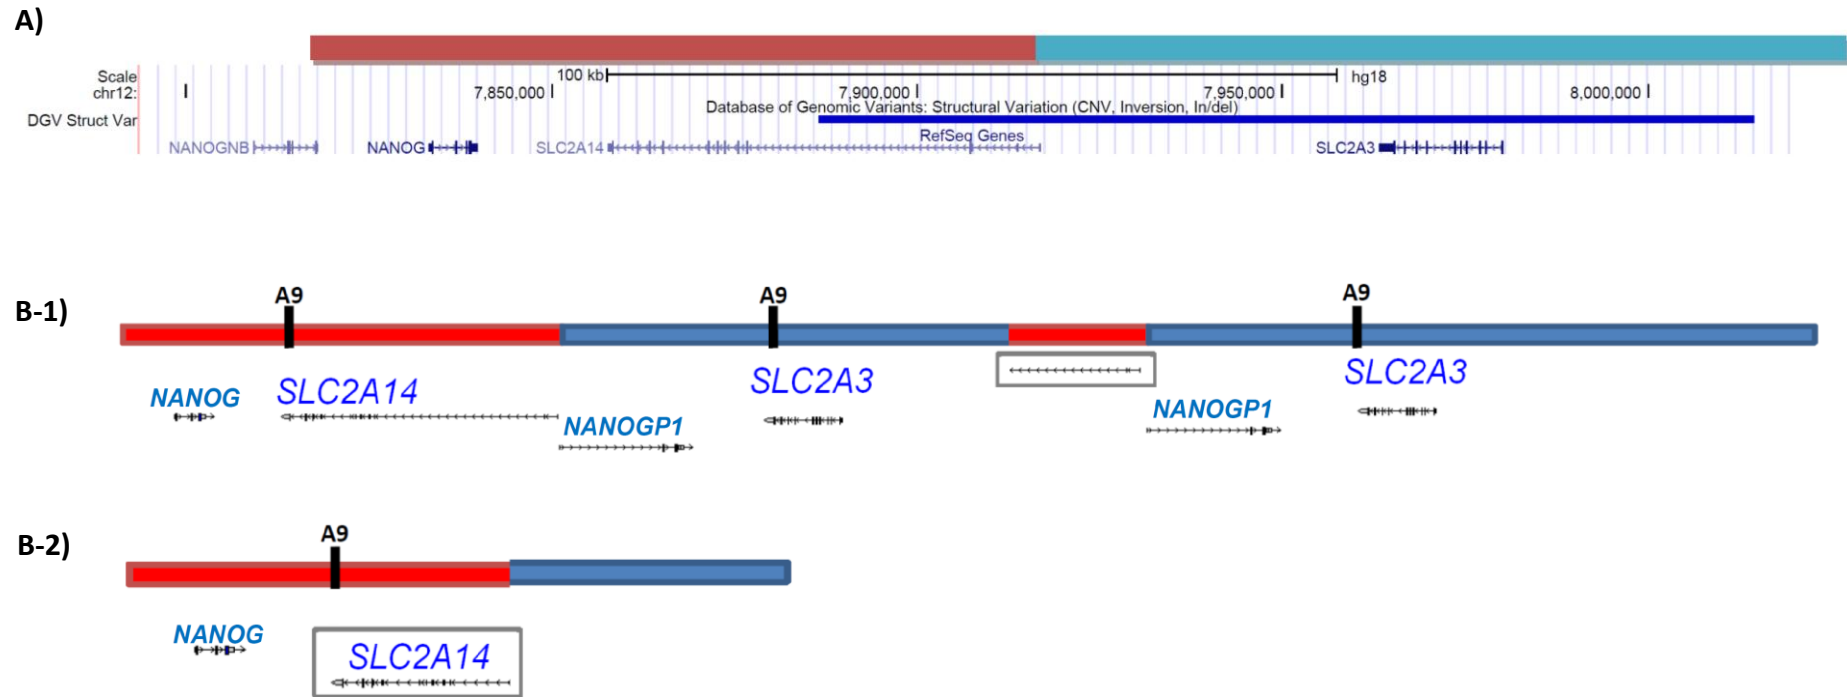 A)
Scale 100 kb hg18
chr12: 7,850,000 7,900,000 7,950,000 8,000,000
Database of Genomic Variants: Structural Variation (CNV, Inversion, In/del)
DGV Struct Var
RefSeq Genes
NANOGNB NANOG SLC2A14 SLC2A3
B-1)
A9 A9 A9
NANOG SLC2A14 SLC2A3 SLC2A3
NANOGP1 NANOGP1
B-2)
A9
NANOG
SLC2A14